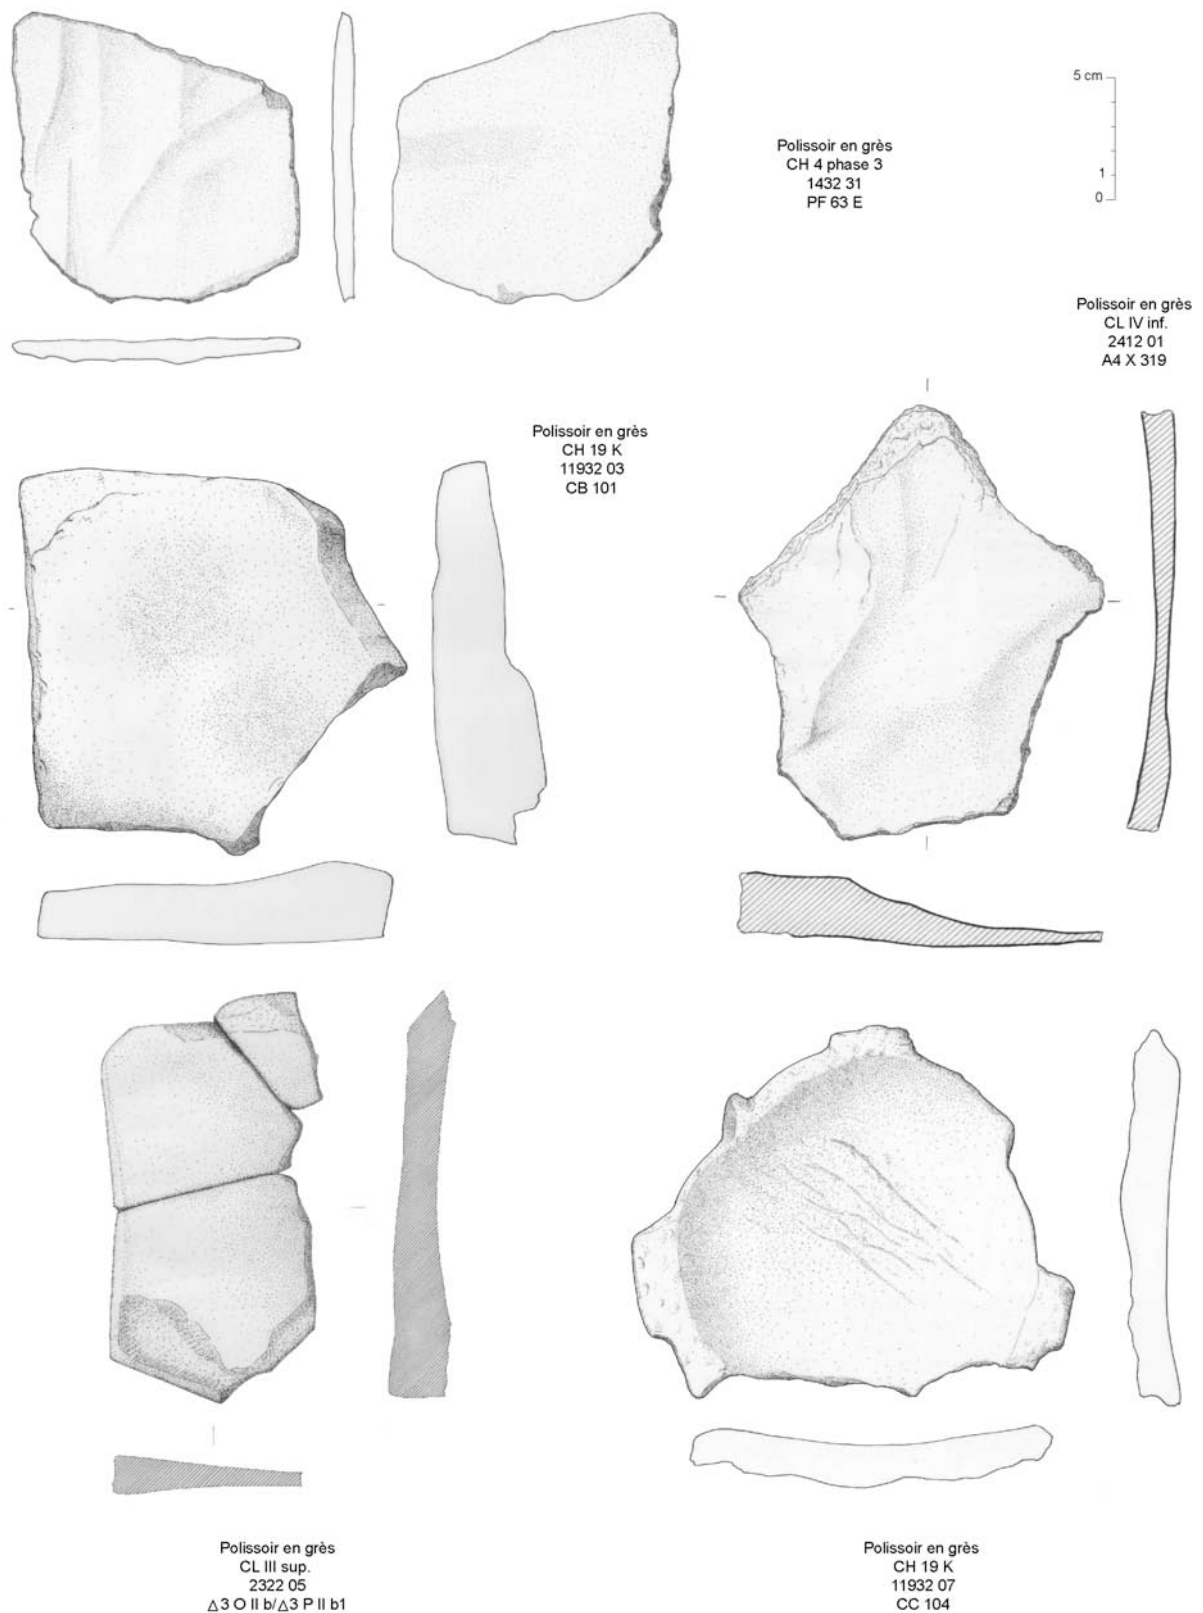 5 cm
1
0
Polissoir en grès
CH 4 phase 3
1432 31
PF 63 E
Polissoir en grès
CL IV inf.
2412 01
A4 X 319
Polissoir en grès
CH 19 K
11932 03
CB 101
Polissoir en grès
CL III sup.
2322 05
Δ3 O II b/Δ3 P II b1
Polissoir en grès
CH 19 K
11932 07
CC 104